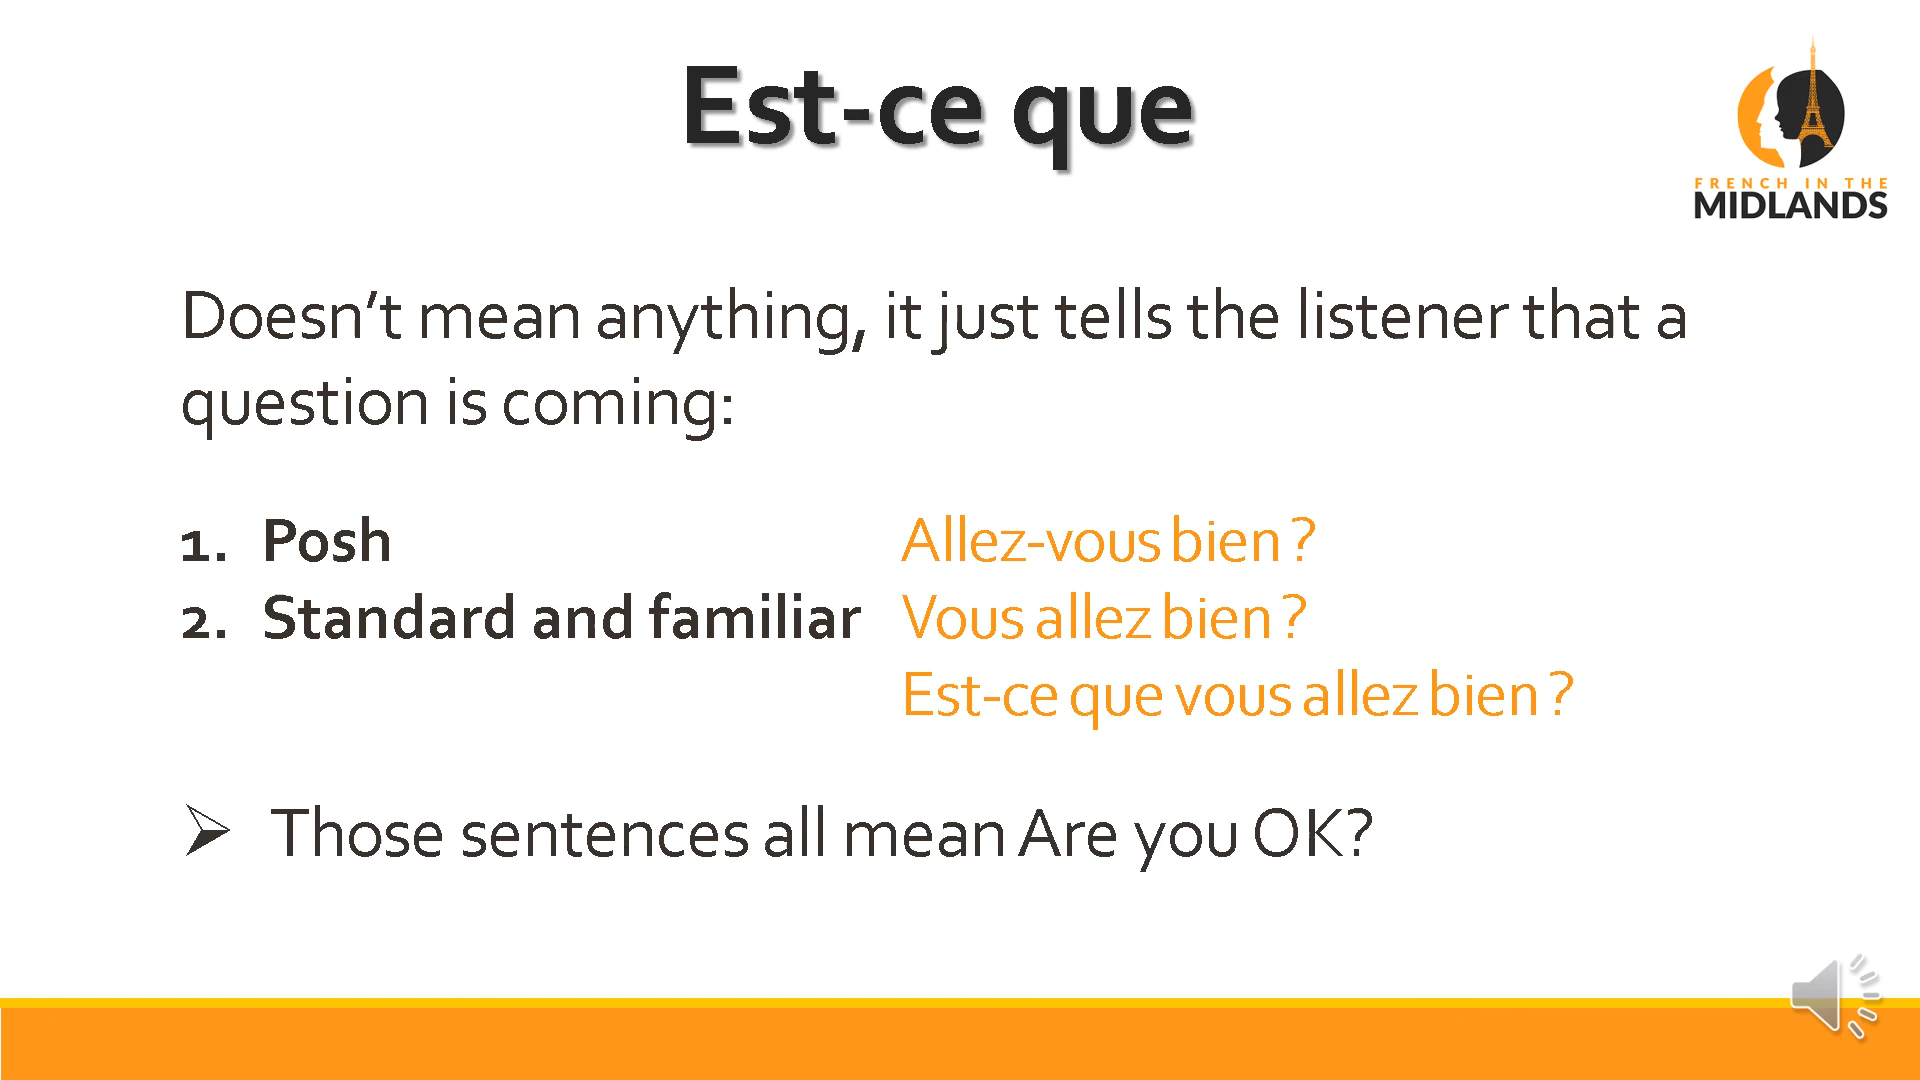 Est-ce que
FRENCH IN THE
MIDLANDS
Doesn’t mean anything, it just tells the listener that a
question is coming:
1. Posh Allez-vous bien ?
2. Standard and familiar Vous allez bien ?
Est-ce que vous allez bien ?
Those sentences all mean Are you OK?